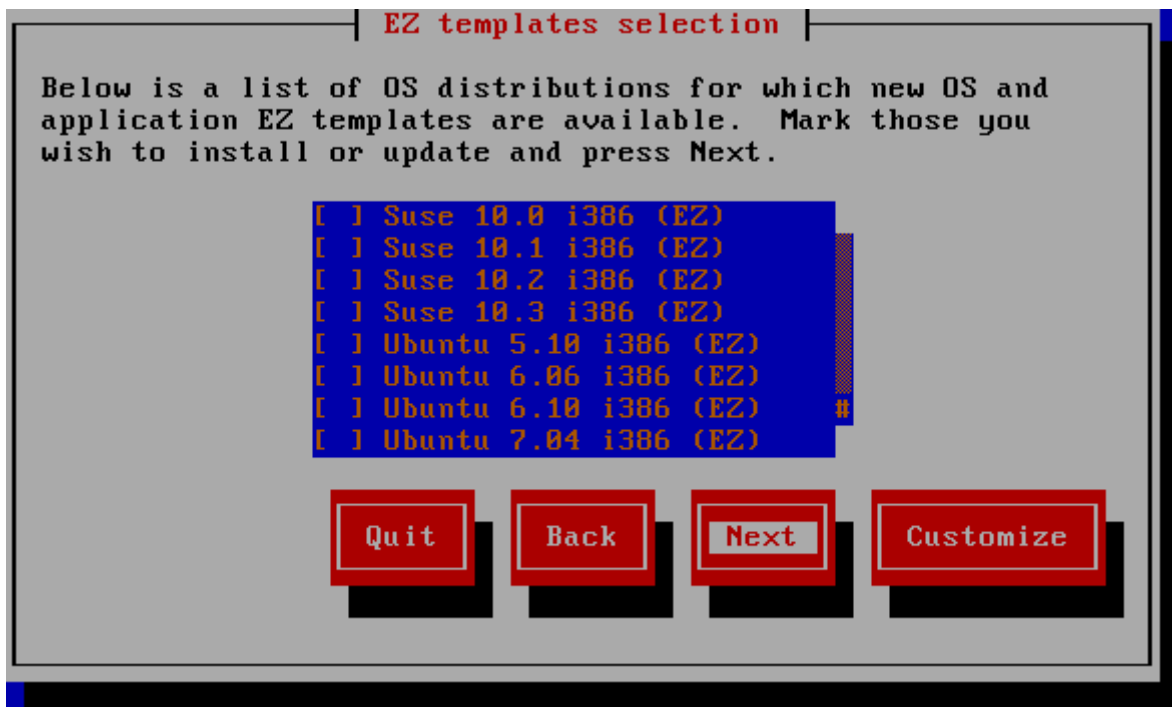 EZ templates selection
Below is a list of OS distributions for which new OS and
application EZ templates are available.  Mark those you
wish to install or update and press Next.
[ ] Suse 10.0 i386 (EZ)
[ ] Suse 10.1 i386 (EZ)
[ ] Suse 10.2 i386 (EZ)
[ ] Suse 10.3 i386 (EZ)
[ ] Ubuntu 5.10 i386 (EZ)
[ ] Ubuntu 6.06 i386 (EZ)
[ ] Ubuntu 6.10 i386 (EZ) #
[ ] Ubuntu 7.04 i386 (EZ)
Quit Back Next Customize